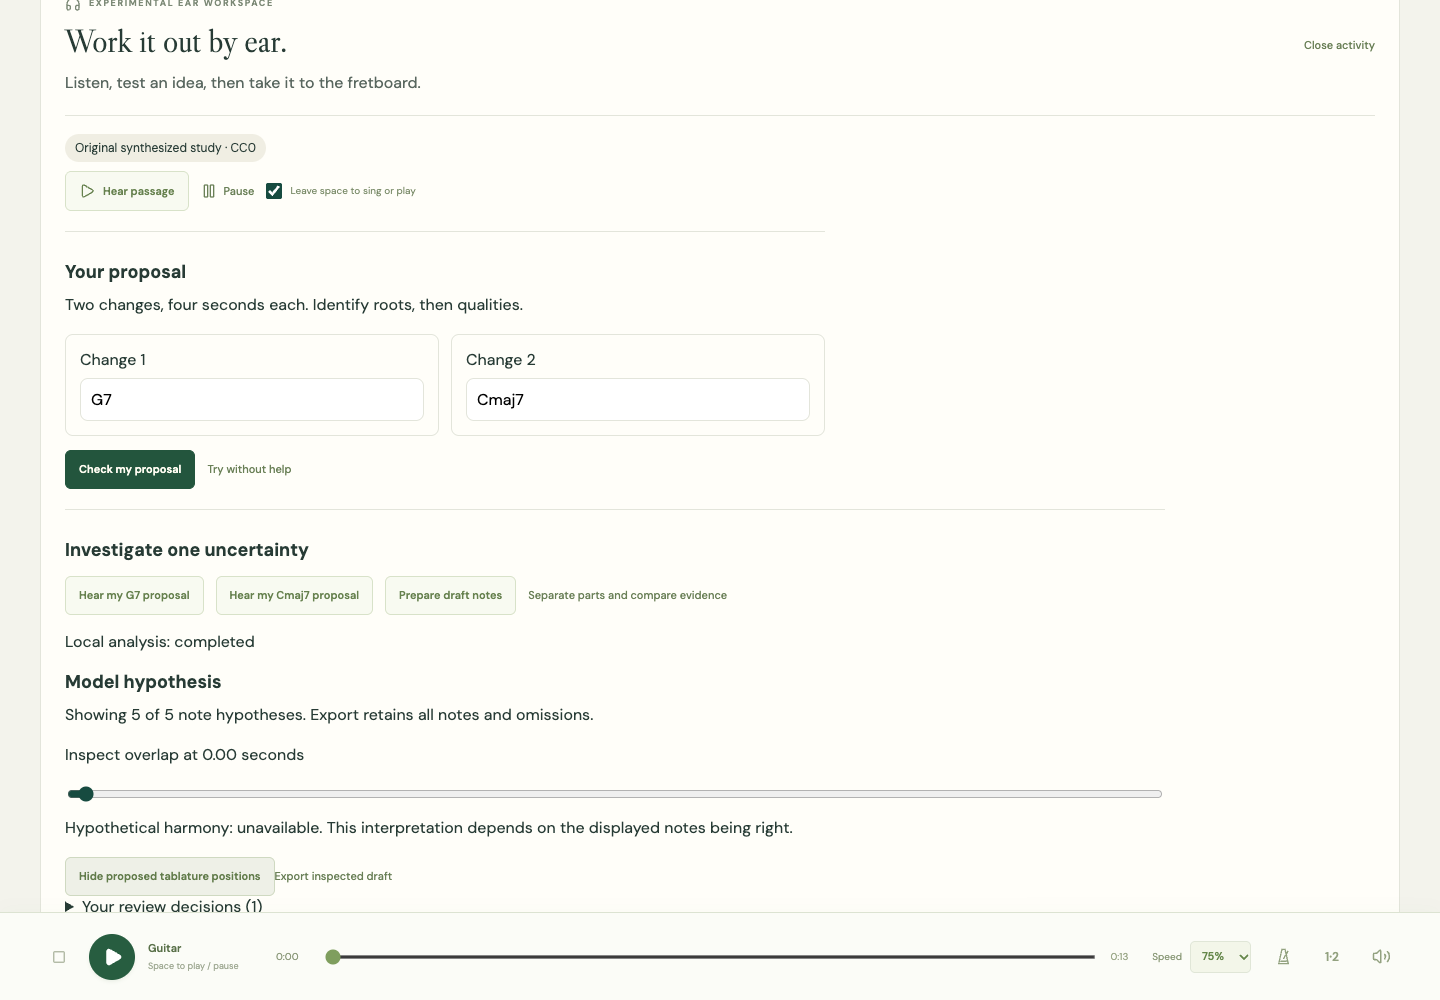 EXPERIMENTAL EAR WORKSPACE
Work it out by ear.
Close activity
Listen, test an idea, then take it to the fretboard.
Original synthesized study · CC0
Hear passage
Pause
Leave space to sing or play
Your proposal
Two changes, four seconds each. Identify roots, then qualities.
Change 1
Change 2
G7
Cmaj7
Check my proposal
Try without help
Investigate one uncertainty
Hear my G7 proposal
Hear my Cmaj7 proposal
Prepare draft notes
Separate parts and compare evidence
Local analysis: completed
Model hypothesis
Showing 5 of 5 note hypotheses. Export retains all notes and omissions.
Inspect overlap at 0.00 seconds
Hypothetical harmony: unavailable. This interpretation depends on the displayed notes being right.
Hide proposed tablature positions
Export inspected draft
Your review decisions (1)
Guitar
Space to play / pause
0:00
0:13
Speed
75%
1·2